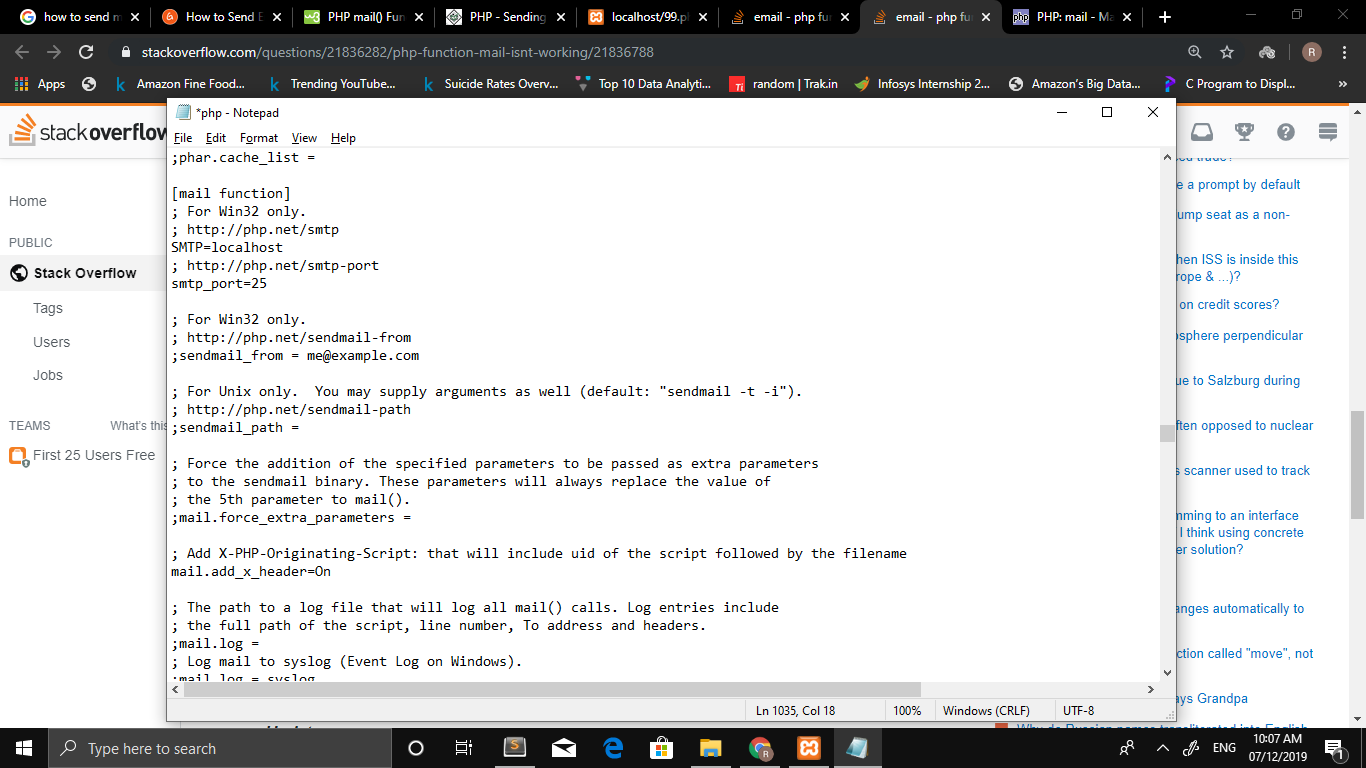 how to send m
How to Send E
PHP mail() Fun
PHP - Sending
localhost/99.p
email - php fu
email - php fu
PHP: mail - Ma
stackoverflow.com/questions/21836282/php-function-mail-isnt-working/21836788
R
Apps
Amazon Fine Food...
Trending YouTube...
Suicide Rates Overv...
Top 10 Data Analyti...
random | Trak.in
Infosys Internship 2...
Amazon's Big Data...
C Program to Displ...
*php - Notepad
File Edit Format View Help
stackoverflow
Home
PUBLIC
Stack Overflow
Tags
Users
Jobs
TEAMS
What's this
First 25 Users Free
;phar.cache_list =
[mail function]
; For Win32 only.
; http://php.net/smtp
SMTP=localhost
; http://php.net/smtp-port
smtp_port=25
; For Win32 only.
; http://php.net/sendmail-from
;sendmail_from = me@example.com
; For Unix only.  You may supply arguments as well (default: "sendmail -t -i").
; http://php.net/sendmail-path
;sendmail_path =
; Force the addition of the specified parameters to be passed as extra parameters
; to the sendmail binary. These parameters will always replace the value of
; the 5th parameter to mail().
;mail.force_extra_parameters =
; Add X-PHP-Originating-Script: that will include uid of the script followed by the filename
mail.add_x_header=On
; The path to a log file that will log all mail() calls. Log entries include
; the full path of the script, line number, To address and headers.
;mail.log =
; Log mail to syslog (Event Log on Windows).
;mail.log = syslog
Ln 1035, Col 18
100%
Windows (CRLF)
UTF-8
trade?
e a prompt by default
ump seat as a non-
hen ISS is inside this
rope & ...)?
on credit scores?
osphere perpendicular
ue to Salzburg during
ften opposed to nuclear
s scanner used to track
mming to an interface
I think using concrete
er solution?
anges automatically to
ction called "move", not
ays Grandpa
Why do Russian names transliterated into English
Type here to search
ENG
10:07 AM
07/12/2019
1